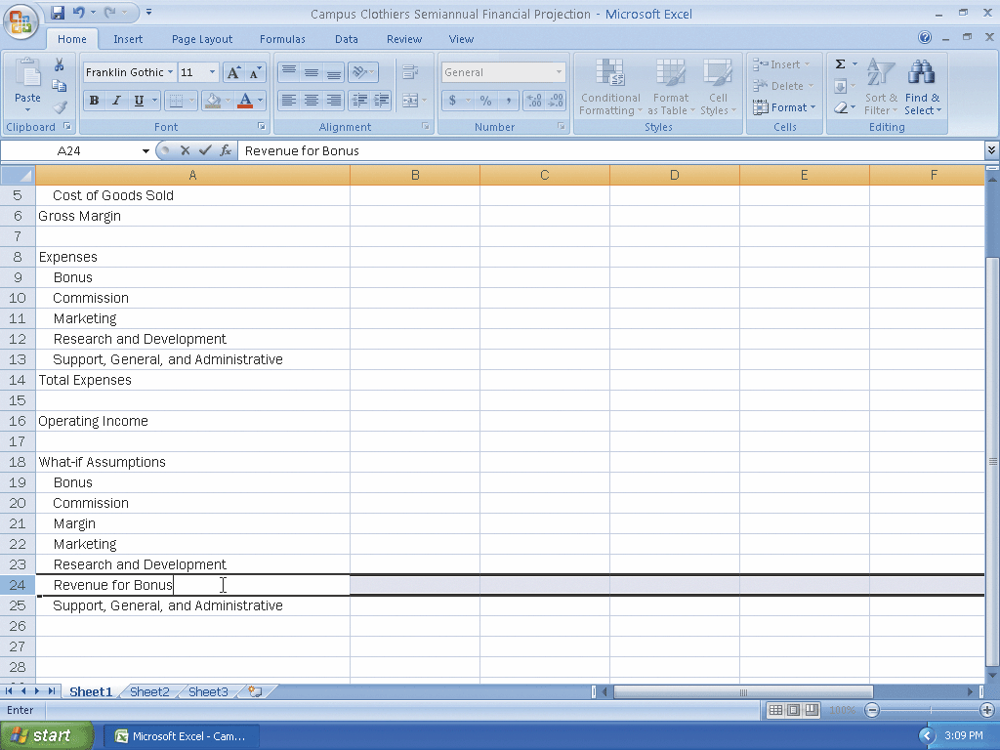 Campus Clothiers Semiannual Financial Projection - Microsoft Excel
Home Insert Page Layout Formulas Data Review View
Paste
Franklin Gothic 11
General
Conditional Formatting
Format as Table
Cell Styles
Insert
Delete
Format
Sort & Filter
Find & Select
Clipboard Font Alignment Number Styles Cells Editing
A24 Revenue for Bonus
A B C D E F
5 Cost of Goods Sold
6 Gross Margin
7
8 Expenses
9 Bonus
10 Commission
11 Marketing
12 Research and Development
13 Support, General, and Administrative
14 Total Expenses
15
16 Operating Income
17
18 What-if Assumptions
19 Bonus
20 Commission
21 Margin
22 Marketing
23 Research and Development
24 Revenue for Bonus
25 Support, General, and Administrative
26
27
28
Sheet1 Sheet2 Sheet3
Enter 100%
start Microsoft Excel - Cam... 3:09 PM